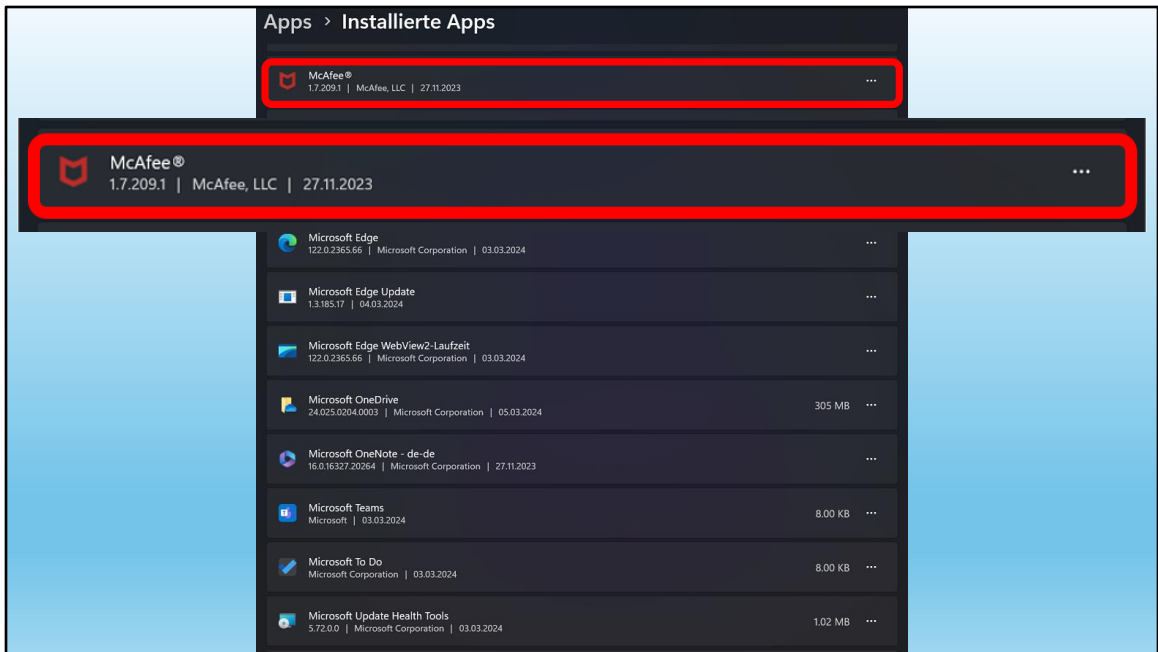 Apps > Installierte Apps
McAfee®
1.7.209.1 | McAfee, LLC | 27.11.2023
McAfee®
1.7.209.1 | McAfee, LLC | 27.11.2023
Microsoft Edge
122.0.2365.66 | Microsoft Corporation | 03.03.2024
Microsoft Edge Update
1.3.185.17 | 04.03.2024
Microsoft Edge WebView2-Laufzeit
122.0.2365.66 | Microsoft Corporation | 03.03.2024
Microsoft OneDrive
24.025.0204.0003 | Microsoft Corporation | 05.03.2024
305 MB
Microsoft OneNote - de-de
16.0.16327.20264 | Microsoft Corporation | 27.11.2023
Microsoft Teams
Microsoft | 03.03.2024
8.00 KB
Microsoft To Do
Microsoft Corporation | 03.03.2024
8.00 KB
Microsoft Update Health Tools
5.72.0.0 | Microsoft Corporation | 03.03.2024
1.02 MB